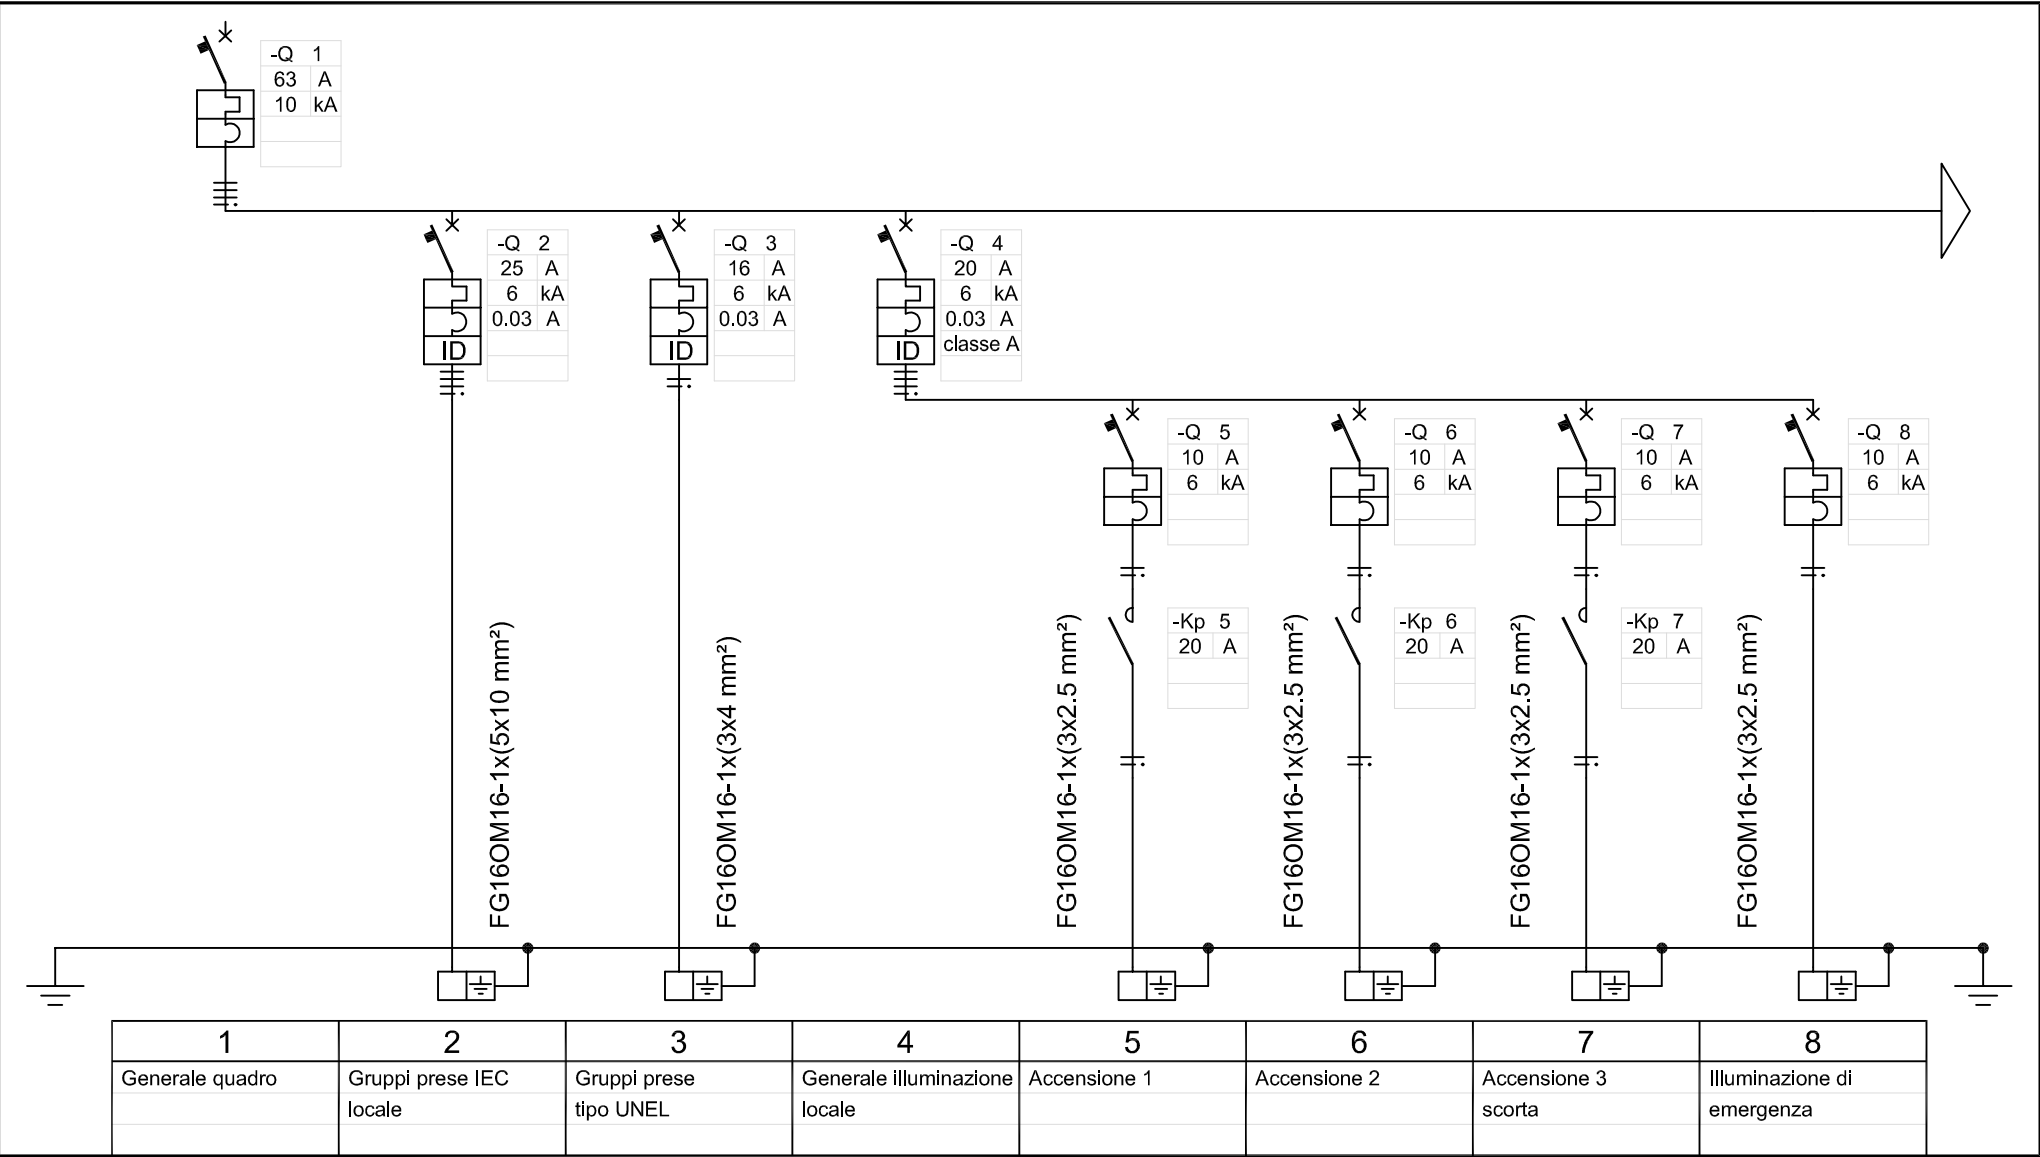 -Q 1
63 A
10 kA
-Q 2
25 A
6 kA
0.03 A
ID
-Q 3
16 A
6 kA
0.03 A
ID
-Q 4
20 A
6 kA
0.03 A
classe A
ID
-Q 5
10 A
6 kA
-Q 6
10 A
6 kA
-Q 7
10 A
6 kA
-Q 8
10 A
6 kA
-Kp 5
20 A
-Kp 6
20 A
-Kp 7
20 A
FG16OM16-1x(5x10 mm²)
FG16OM16-1x(3x4 mm²)
FG16OM16-1x(3x2.5 mm²)
FG16OM16-1x(3x2.5 mm²)
FG16OM16-1x(3x2.5 mm²)
FG16OM16-1x(3x2.5 mm²)
1
Generale quadro
2
Gruppi prese IEC
locale
3
Gruppi prese
tipo UNEL
4
Generale illuminazione
locale
5
Accensione 1
6
Accensione 2
7
Accensione 3
scorta
8
Illuminazione di
emergenza